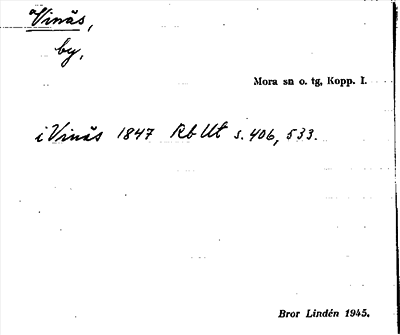 Vinäs,
by,
Mora sn o. tg, Kopp. l.
i Vinäs 1847 Rb Ut s. 406, 533.
Bror Lindén 1945.